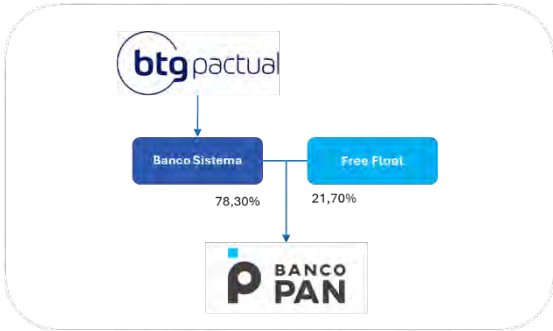 btg pactual
Banco Sistema
Free Float
78,30%
21,70%
BANCO
PAN